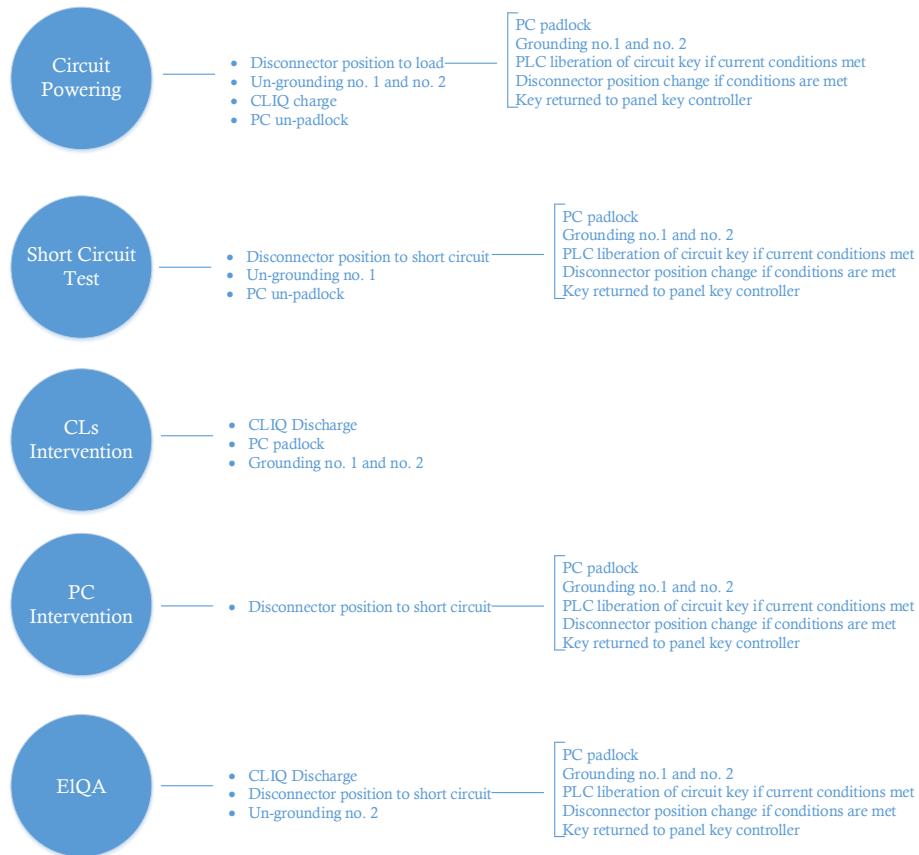 Circuit
Powering
• Disconnector position to load
• Un-grounding no. 1 and no. 2
• CLIQ charge
• PC un-padlock
PC padlock
Grounding no.1 and no. 2
PLC liberation of circuit key if current conditions met
Disconnector position change if conditions are met
Key returned to panel key controller
Short Circuit
Test
• Disconnector position to short circuit
• Un-grounding no. 1
• PC un-padlock
PC padlock
Grounding no.1 and no. 2
PLC liberation of circuit key if current conditions met
Disconnector position change if conditions are met
Key returned to panel key controller
CLs
Intervention
• CLIQ Discharge
• PC padlock
• Grounding no. 1 and no. 2
PC
Intervention
• Disconnector position to short circuit
PC padlock
Grounding no.1 and no. 2
PLC liberation of circuit key if current conditions met
Disconnector position change if conditions are met
Key returned to panel key controller
ElQA
• CLIQ Discharge
• Disconnector position to short circuit
• Un-grounding no. 2
PC padlock
Grounding no.1 and no. 2
PLC liberation of circuit key if current conditions met
Disconnector position change if conditions are met
Key returned to panel key controller